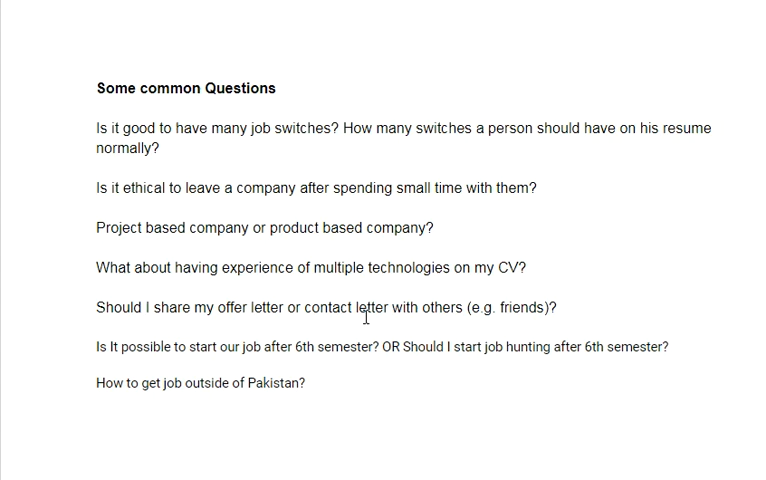 Some common Questions
Is it good to have many job switches? How many switches a person should have on his resume
normally?
Is it ethical to leave a company after spending small time with them?
Project based company or product based company?
What about having experience of multiple technologies on my CV?
Should I share my offer letter or contact letter with others (e.g. friends)?
Is It possible to start our job after 6th semester? OR Should I start job hunting after 6th semester?
How to get job outside of Pakistan?